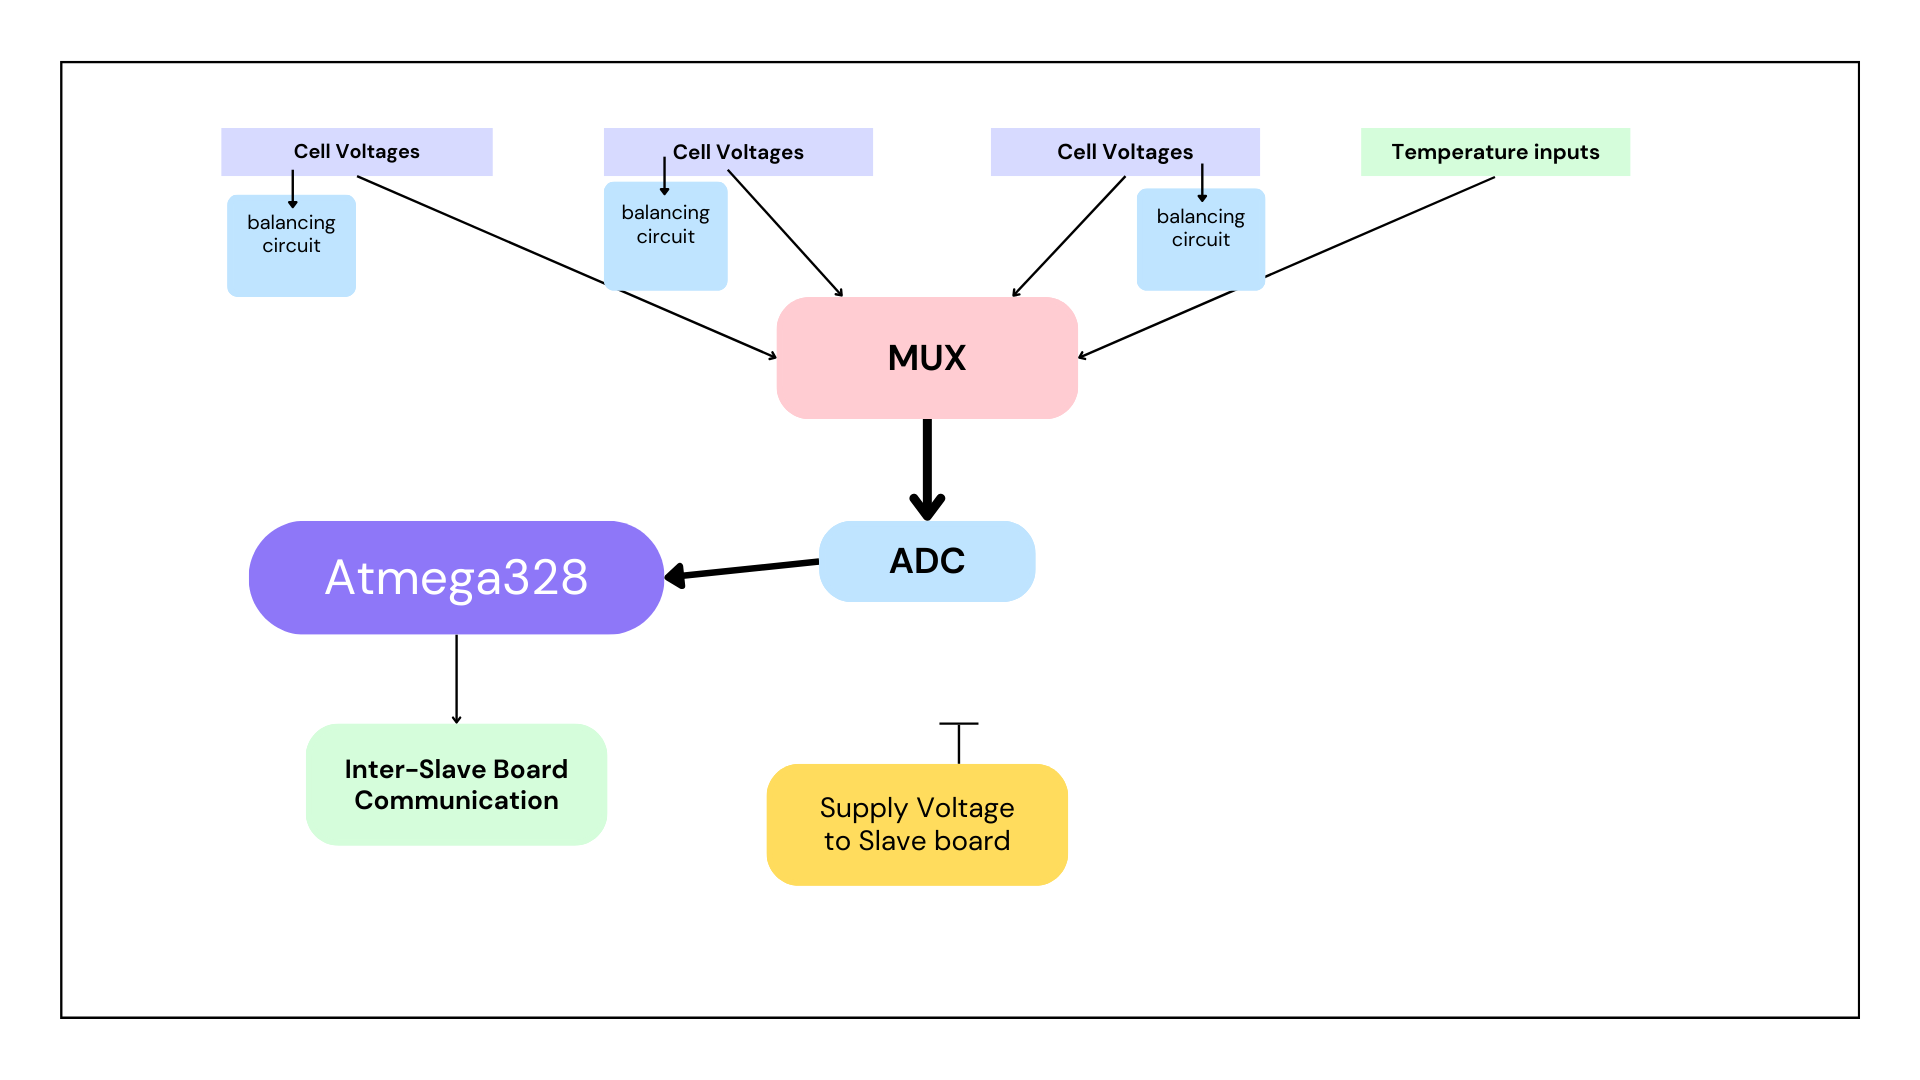 Cell Voltages
Cell Voltages
Cell Voltages
Temperature inputs
balancing
circuit
balancing
circuit
balancing
circuit
MUX
Atmega328
ADC
Inter-Slave Board
Communication
Supply Voltage
to Slave board